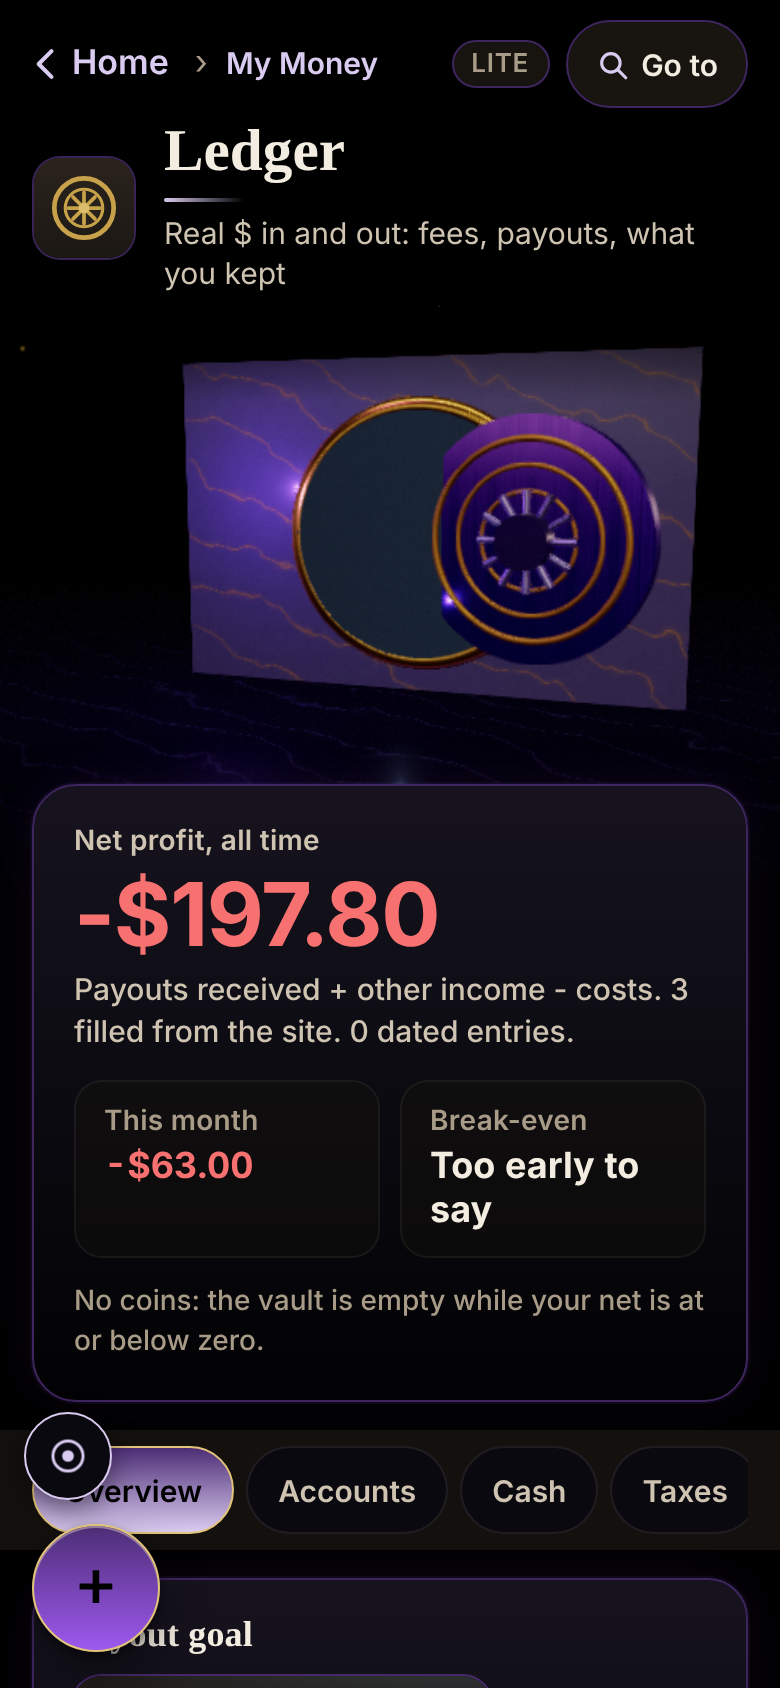 Home › My Money
LITE
Go to
Ledger
Real $ in and out: fees, payouts, what
you kept
Net profit, all time
-$197.80
Payouts received + other income - costs. 3
filled from the site. 0 dated entries.
This month
-$63.00
Break-even
Too early to
say
No coins: the vault is empty while your net is at
or below zero.
Overview
Accounts
Cash
Taxes
+
out goal